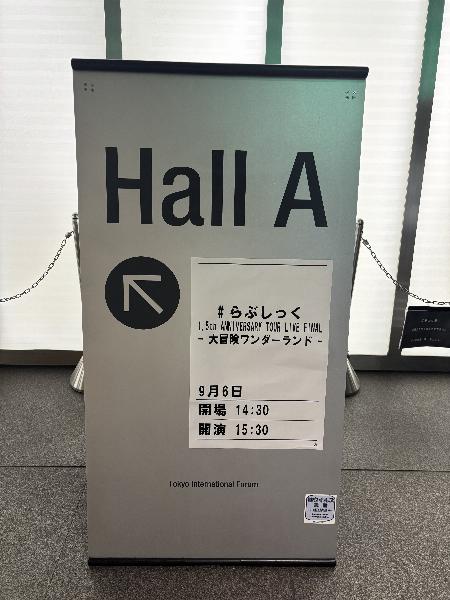 Hall A
#らぶしっく
1.5th ANNIVERSARY TOUR LIVE FINAL
- 大冒険ワンダーランド -
9月6日
開場 14:30
開演 15:30
Tokyo International Forum